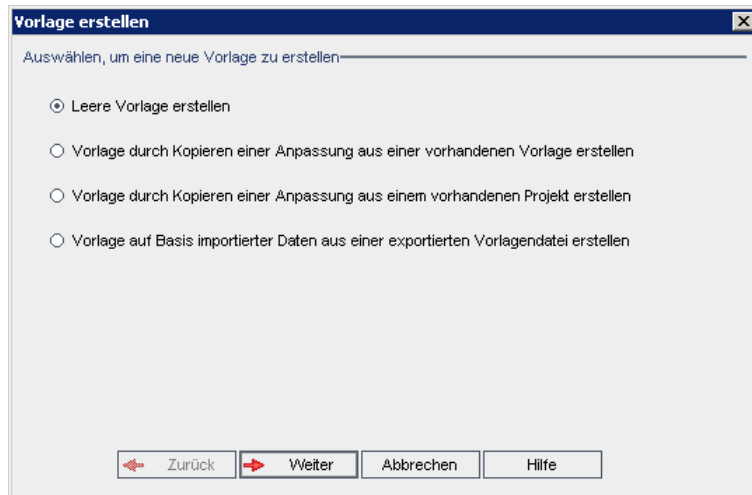 Vorlage erstellen
Auswählen, um eine neue Vorlage zu erstellen
Leere Vorlage erstellen
Vorlage durch Kopieren einer Anpassung aus einer vorhandenen Vorlage erstellen
Vorlage durch Kopieren einer Anpassung aus einem vorhandenen Projekt erstellen
Vorlage auf Basis importierter Daten aus einer exportierten Vorlagendatei erstellen
Zurück Weiter Abbrechen Hilfe